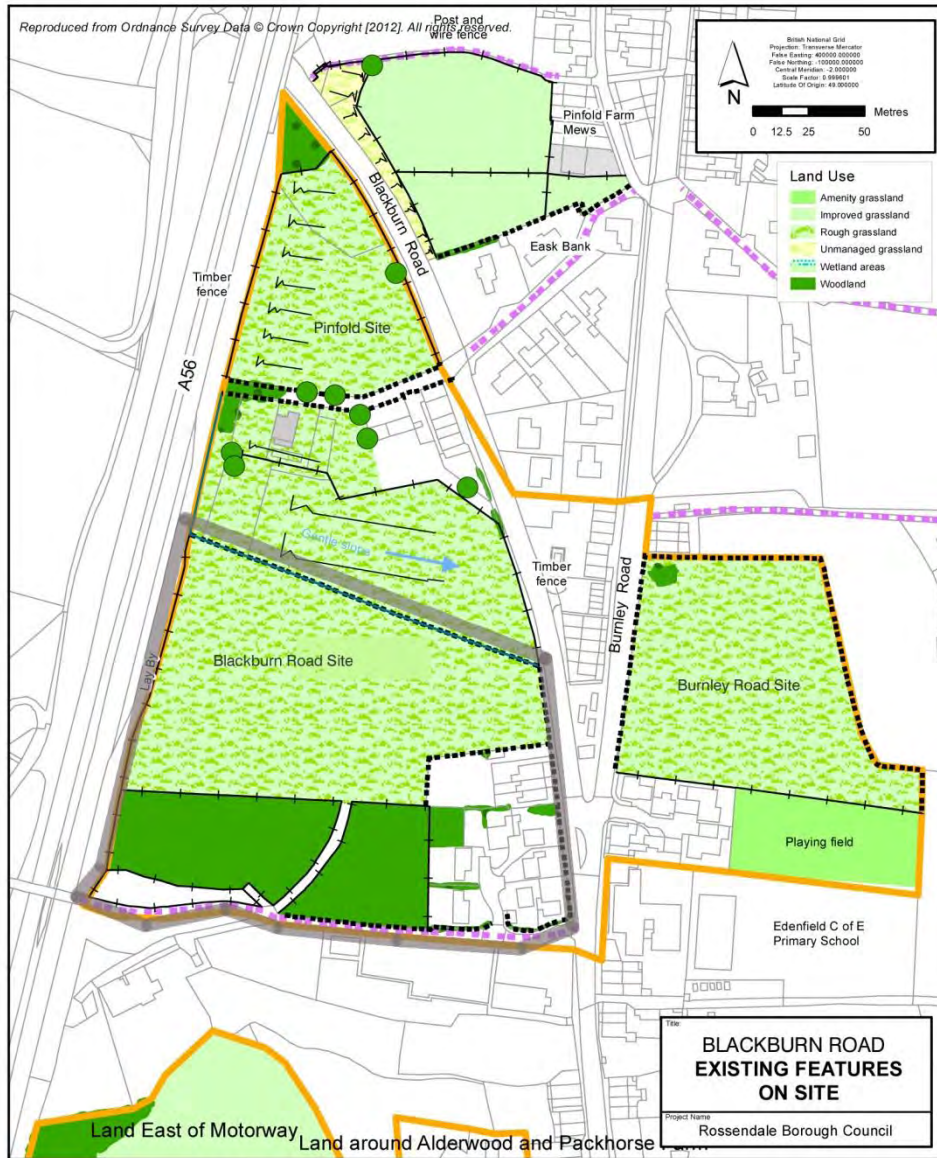 Reproduced from Ordnance Survey Data © Crown Copyright [2012]. All rights reserved.
Post and
wire fence
British National Grid
Projection: Transverse Mercator
False Easting: 400000.000000
False Northing: -100000.000000
Central Meridian: -2.000000
Scale Factor: 0.999601
Latitude Of Origin: 49.000000
N
Metres
0 12.5 25 50
Pinfold Farm
Mews
Land Use
Amenity grassland
Improved grassland
Rough grassland
Unmanaged grassland
Wetland areas
Woodland
Blackburn Road
Eask Bank
Timber
fence
Pinfold Site
A56
Gentle slope
Timber
fence
Burnley Road
Lay By
Blackburn Road Site
Burnley Road Site
Playing field
Edenfield C of E
Primary School
Title
BLACKBURN ROAD
EXISTING FEATURES
ON SITE
Project Name
Rossendale Borough Council
Land East of Motorway
Land around Alderwood and Packhorse